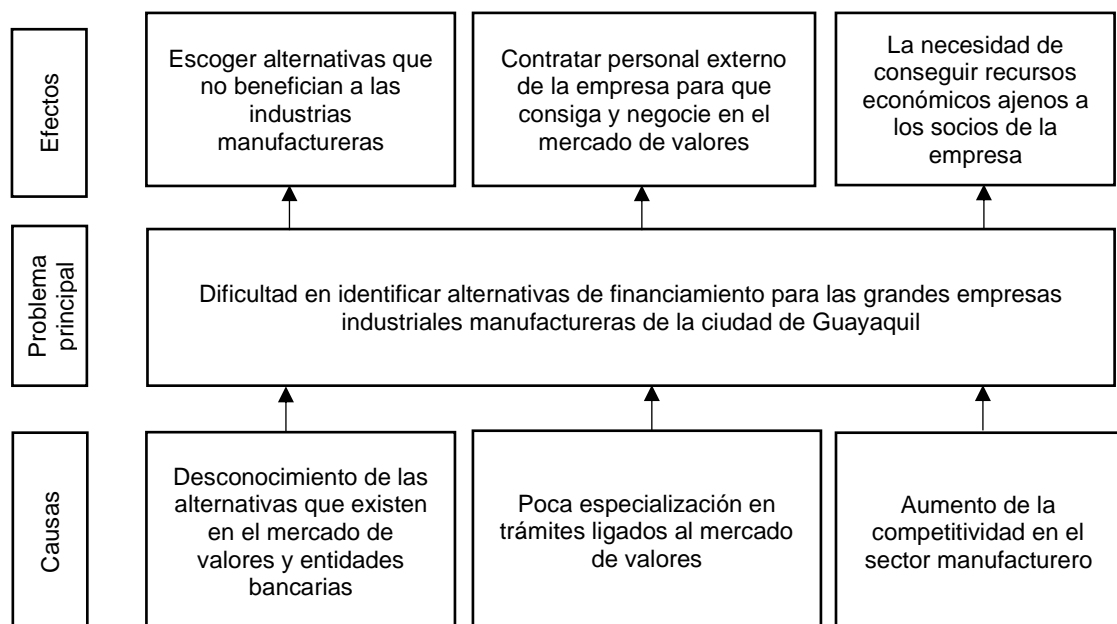 Efectos
Escoger alternativas que
no benefician a las
industrias
manufactureras
Contratar personal externo
de la empresa para que
consiga y negocie en el
mercado de valores
La necesidad de
conseguir recursos
económicos ajenos a
los socios de la
empresa
Problema
principal
Dificultad en identificar alternativas de financiamiento para las grandes empresas
industriales manufactureras de la ciudad de Guayaquil
Causas
Desconocimiento de las
alternativas que existen
en el mercado de
valores y entidades
bancarias
Poca especialización en
trámites ligados al mercado
de valores
Aumento de la
competitividad en el
sector manufacturero